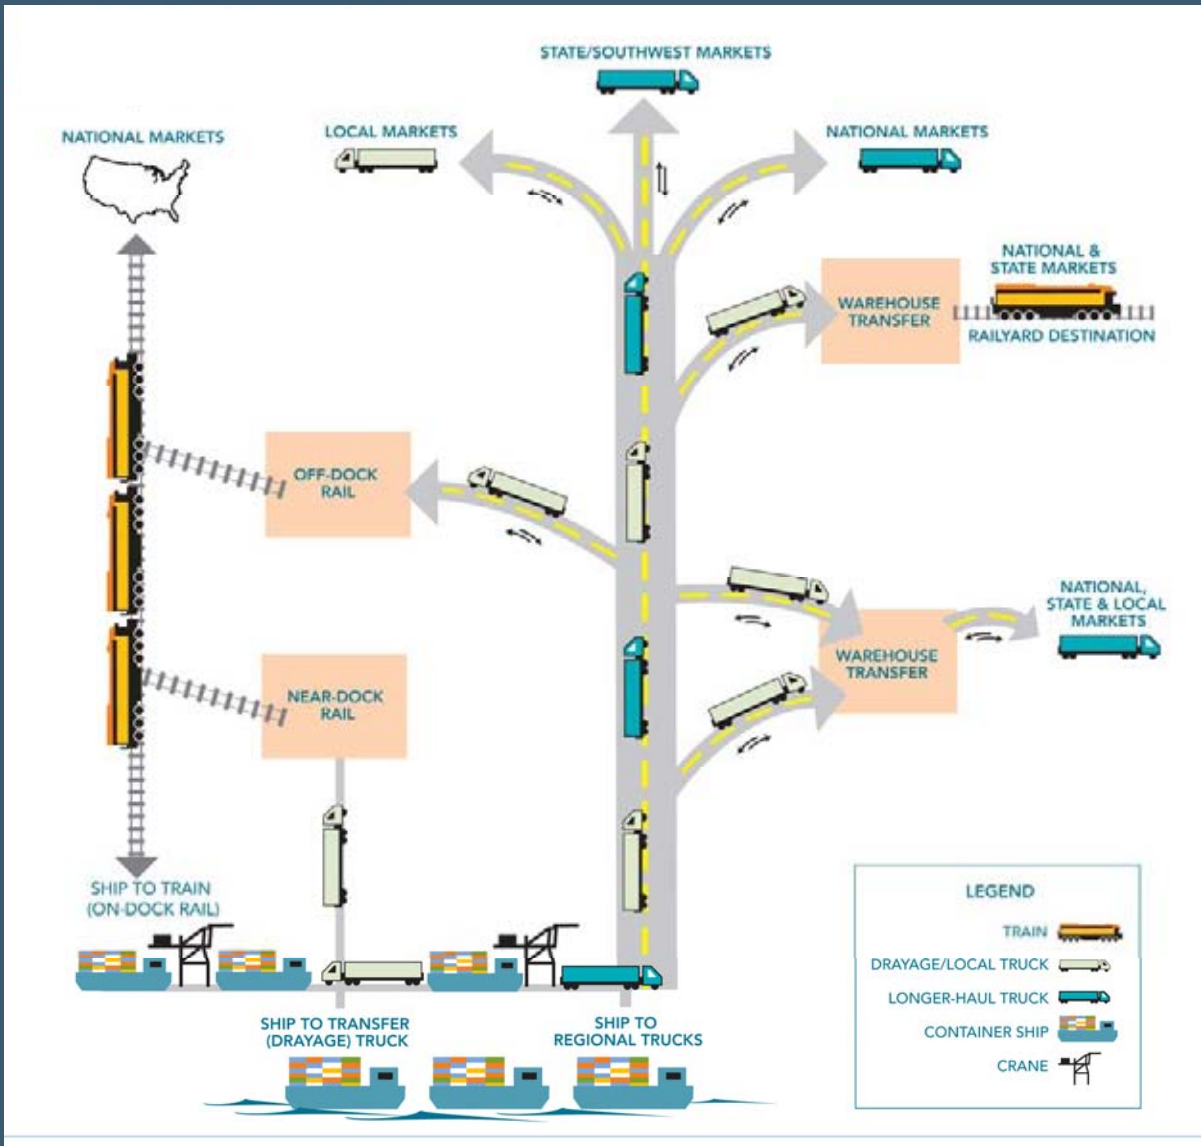 STATE/SOUTHWEST MARKETS
NATIONAL MARKETS
LOCAL MARKETS
NATIONAL MARKETS
NATIONAL &
STATE MARKETS
WAREHOUSE
TRANSFER
RAILYARD DESTINATION
OFF-DOCK
RAIL
NATIONAL,
STATE & LOCAL
MARKETS
WAREHOUSE
TRANSFER
NEAR-DOCK
RAIL
SHIP TO TRAIN
(ON-DOCK RAIL)
SHIP TO TRANSFER
(DRAYAGE) TRUCK
SHIP TO
REGIONAL TRUCKS
LEGEND
TRAIN
DRAYAGE/LOCAL TRUCK
LONGER-HAUL TRUCK
CONTAINER SHIP
CRANE